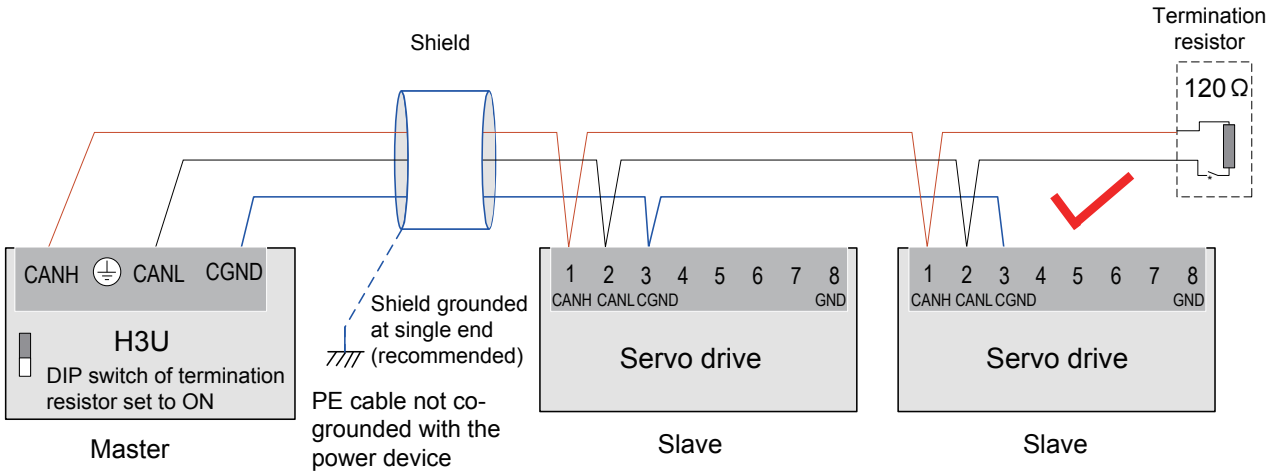 Termination
resistor
Shield
120 Ω
CANH CANL CGND
H3U
DIP switch of termination
resistor set to ON
Master
Shield grounded
at single end
(recommended)
PE cable not co-
grounded with the
power device
1 2 3 4 5 6 7 8
CANH CANL CGND GND
Servo drive
Slave
1 2 3 4 5 6 7 8
CANH CANL CGND GND
Servo drive
Slave